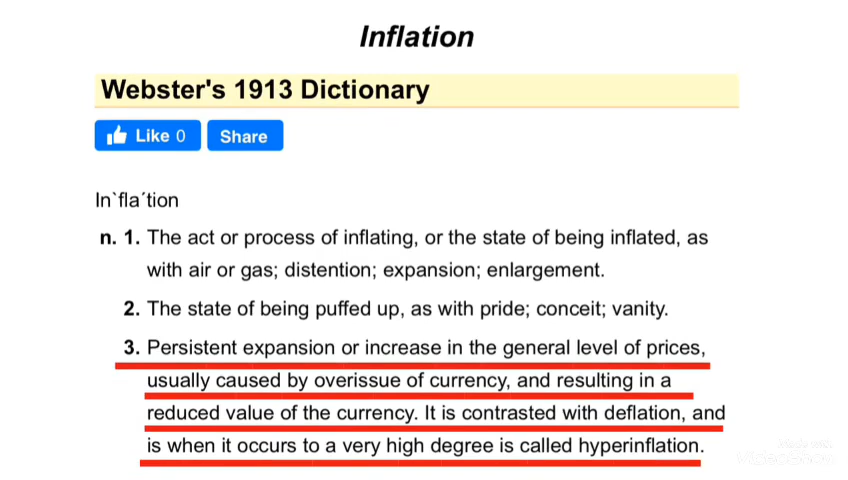 Inflation
Webster's 1913 Dictionary
Like 0
Share
In`fla´tion
n. 1. The act or process of inflating, or the state of being inflated, as
with air or gas; distention; expansion; enlargement.
2. The state of being puffed up, as with pride; conceit; vanity.
3. Persistent expansion or increase in the general level of prices,
usually caused by overissue of currency, and resulting in a
reduced value of the currency. It is contrasted with deflation, and
is when it occurs to a very high degree is called hyperinflation.
Made with
VideoShop